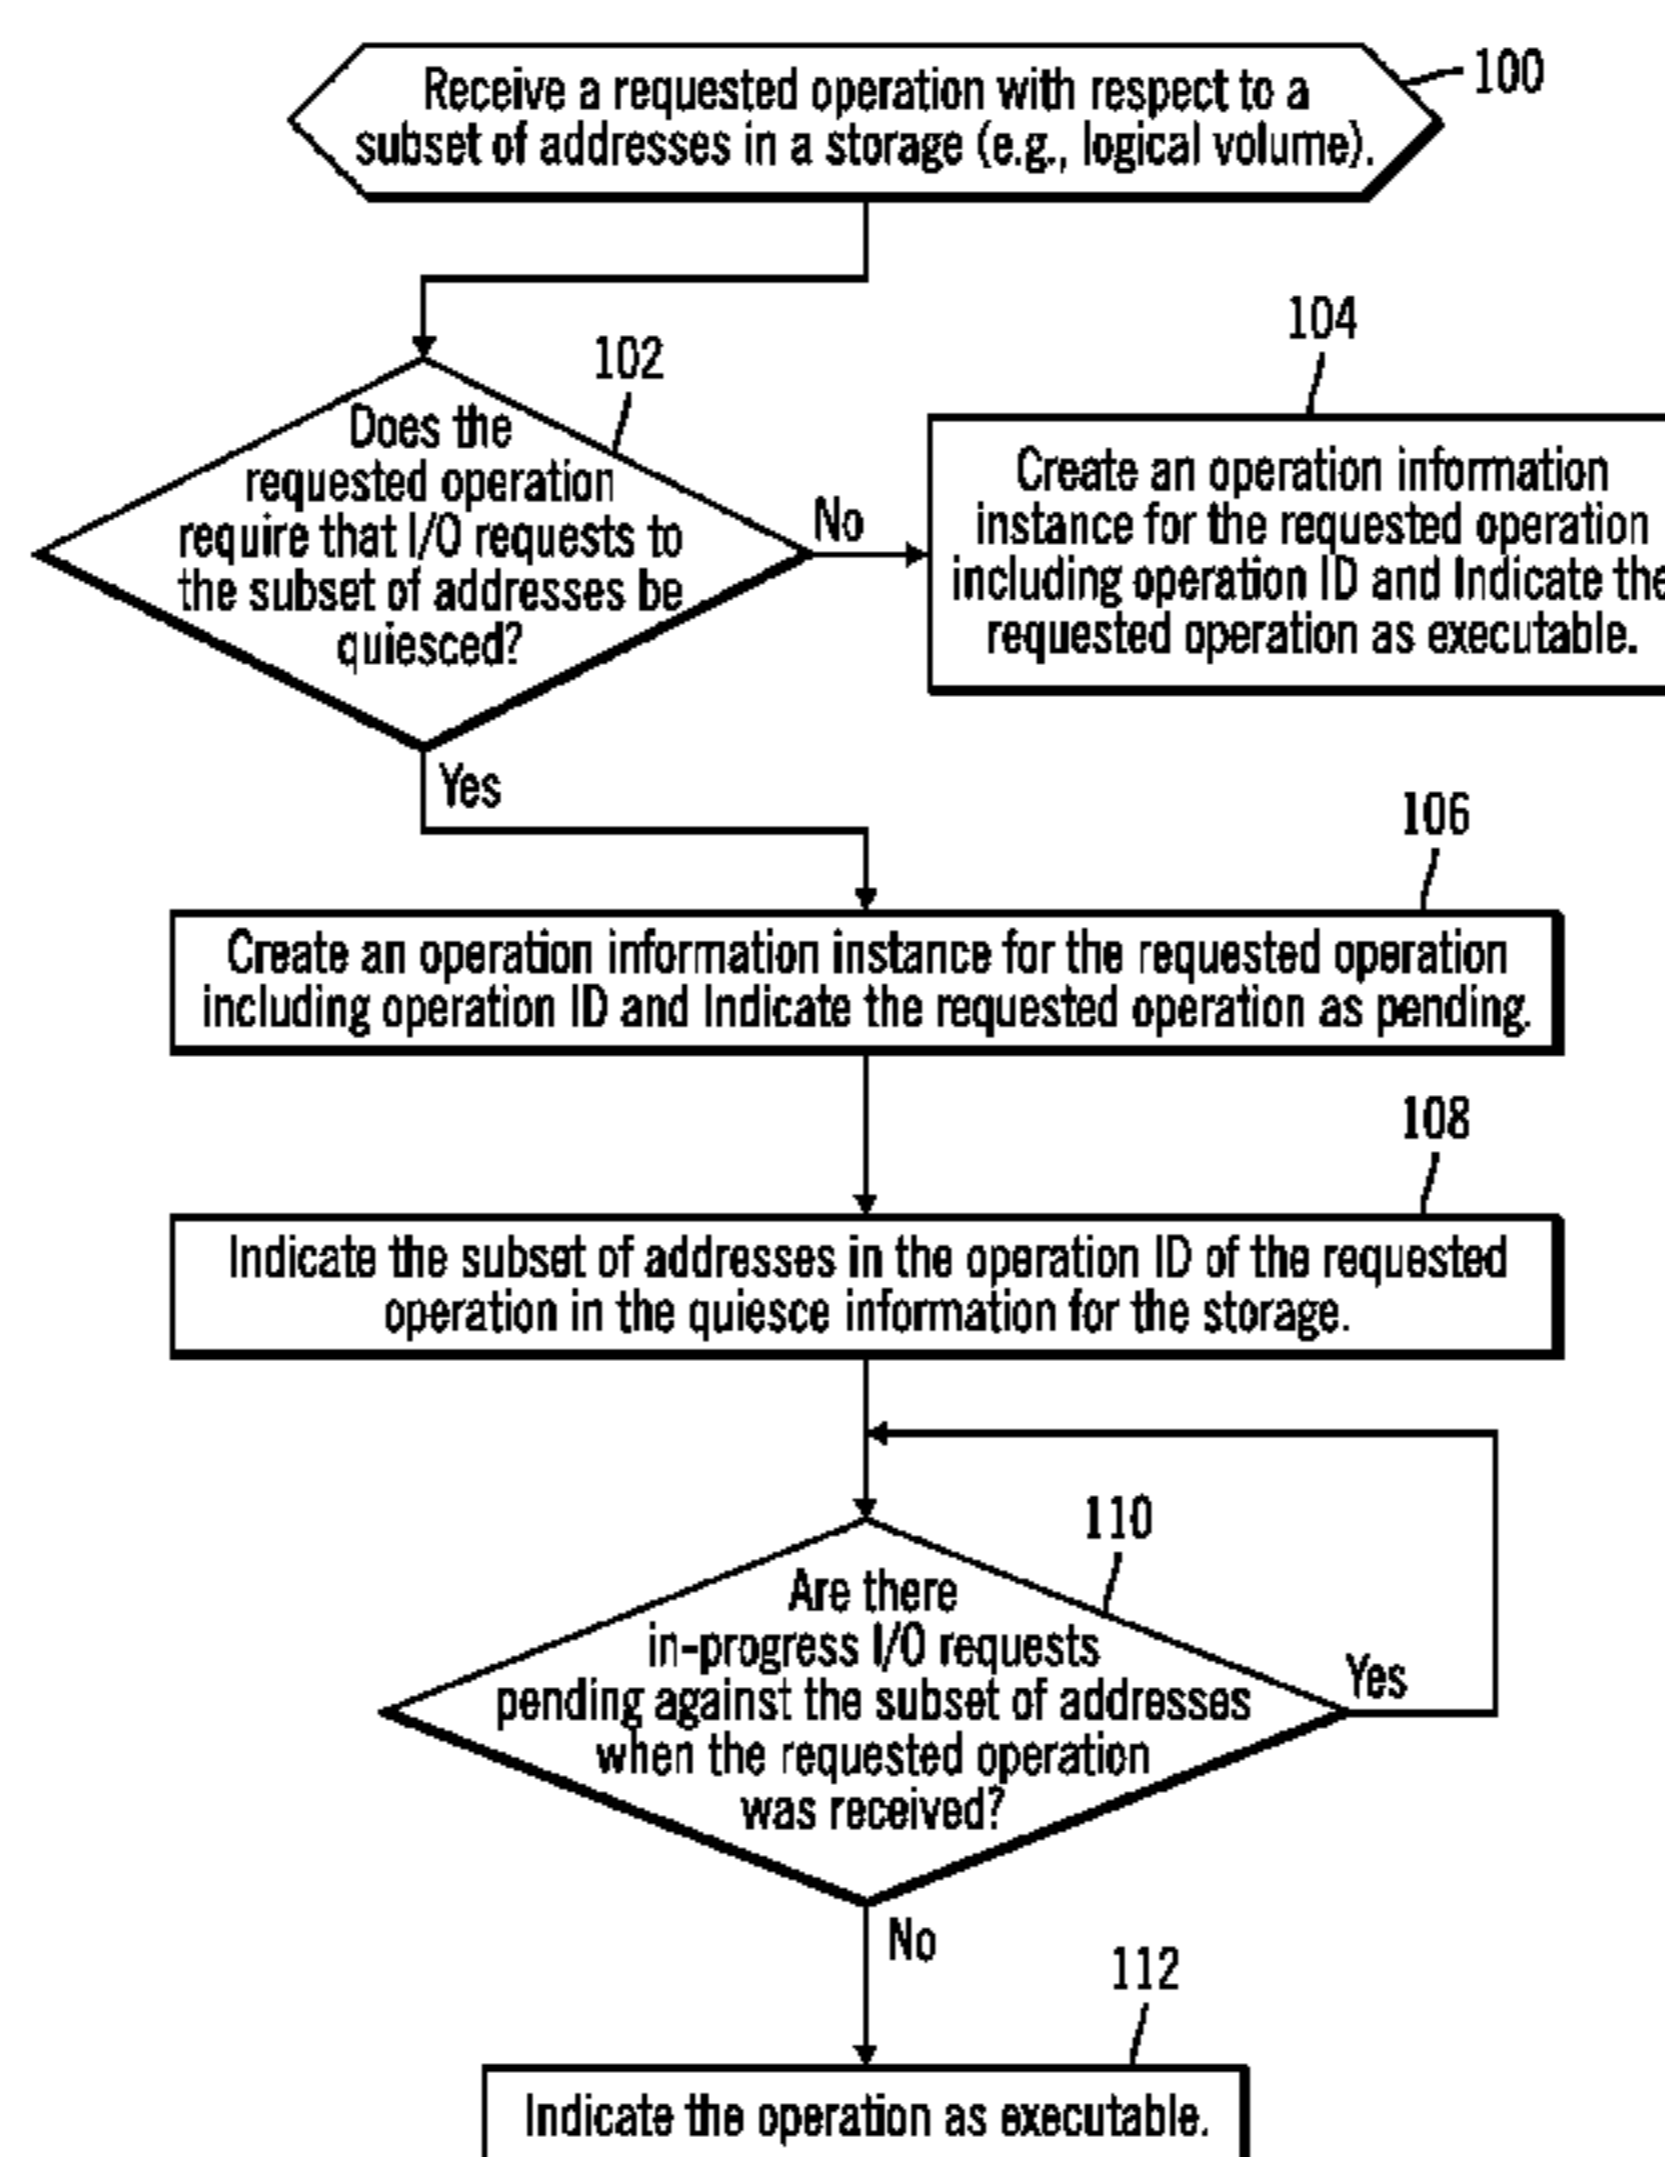 Receive a requested operation with respect to a
subset of addresses in a storage (e.g., logical volume).
100
102
Does the
requested operation
require that I/O requests to
the subset of addresses be
quiesced?
No
104
Create an operation information
instance for the requested operation
including operation ID and Indicate the
requested operation as executable.
Yes
106
Create an operation information instance for the requested operation
including operation ID and Indicate the requested operation as pending.
108
Indicate the subset of addresses in the operation ID of the requested
operation in the quiesce information for the storage.
110
Are there
in-progress I/O requests
pending against the subset of addresses
when the requested operation
was received?
Yes
No
112
Indicate the operation as executable.